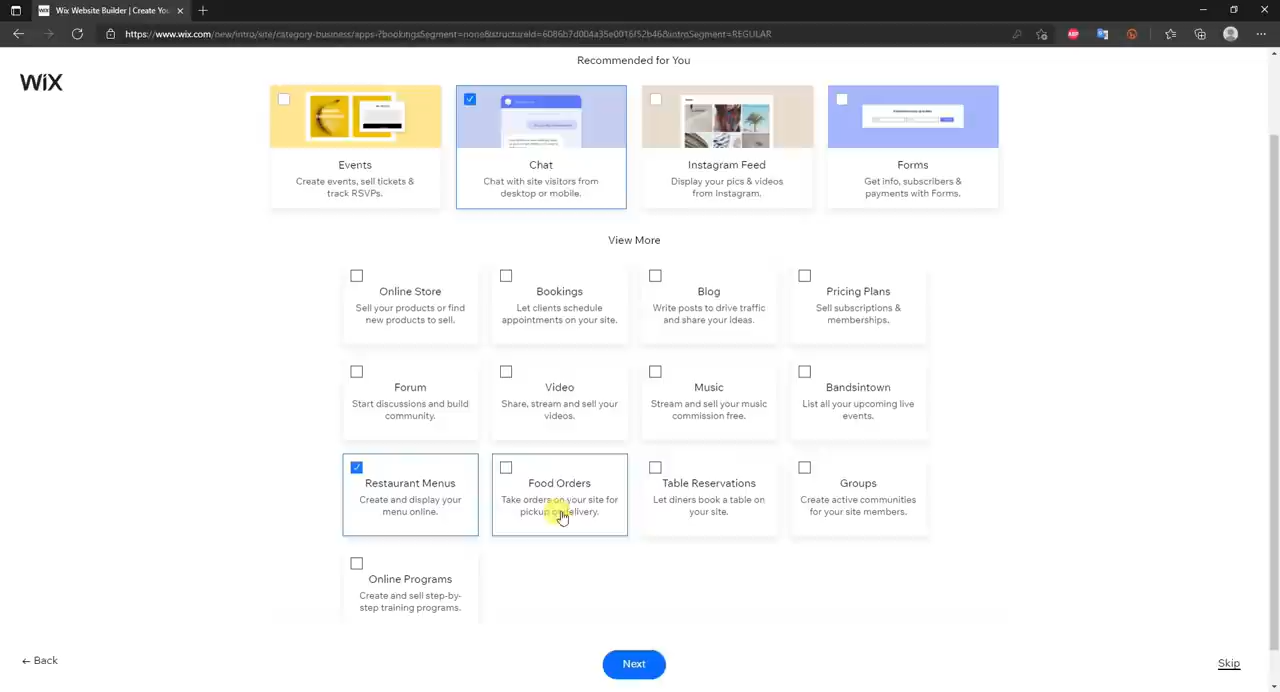 Wix Website Builder | Create You
https://www.wix.com/new/intro/site/category-business/apps-?bookingsSegment=none&structureId=6086b7d004a35e0016f52b46&introSegment=REGULAR
WIX
Recommended for You
Events
Create events, sell tickets &
track RSVPs.
Chat
Chat with site visitors from
desktop or mobile.
Instagram Feed
Display your pics & videos
from Instagram.
Forms
Get info, subscribers &
payments with Forms.
View More
Online Store
Sell your products or find
new products to sell.
Bookings
Let clients schedule
appointments on your site.
Blog
Write posts to drive traffic
and share your ideas.
Pricing Plans
Sell subscriptions &
memberships.
Forum
Start discussions and build
community.
Video
Share, stream and sell your
videos.
Music
Stream and sell your music
commission free.
Bandsintown
List all your upcoming live
events.
Restaurant Menus
Create and display your
menu online.
Food Orders
Take orders on your site for
pickup or delivery.
Table Reservations
Let diners book a table on
your site.
Groups
Create active communities
for your site members.
Online Programs
Create and sell step-by-
step training programs.
← Back
Next
Skip